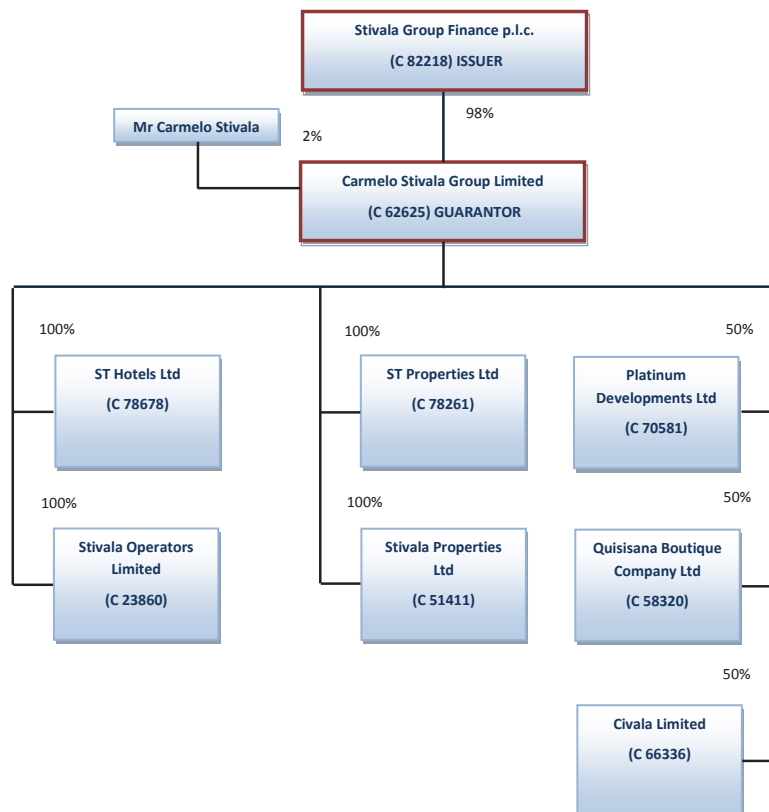 Stivala Group Finance p.l.c.
(C 82218) ISSUER
98%
Mr Carmelo Stivala
2%
Carmelo Stivala Group Limited
(C 62625) GUARANTOR
100%
100%
50%
ST Hotels Ltd
(C 78678)
ST Properties Ltd
(C 78261)
Platinum
Developments Ltd
(C 70581)
100%
100%
50%
Stivala Operators
Limited
(C 23860)
Stivala Properties
Ltd
(C 51411)
Quisisana Boutique
Company Ltd
(C 58320)
50%
Civala Limited
(C 66336)